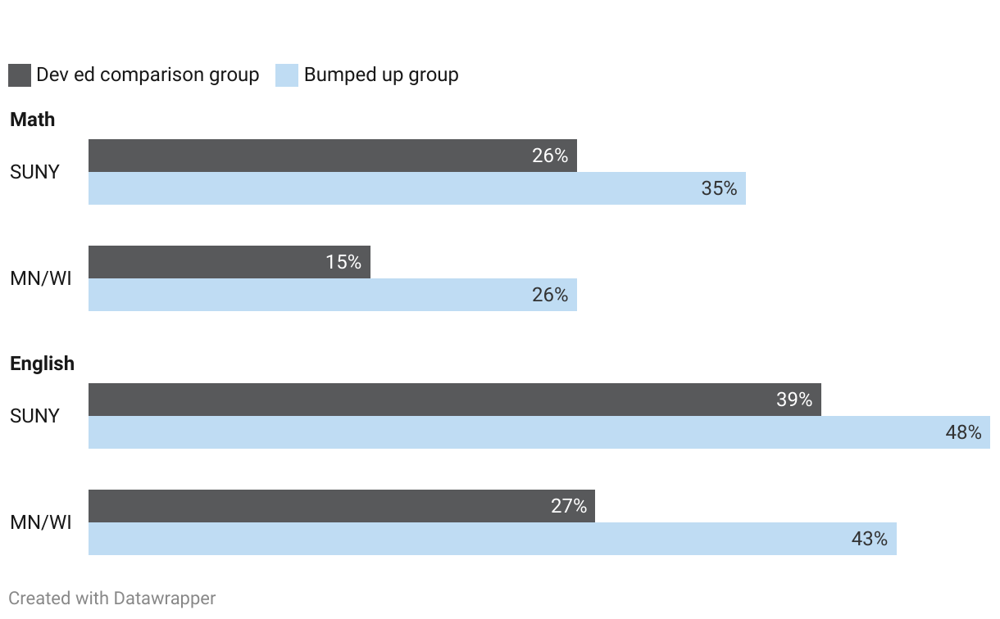 Dev ed comparison group Bumped up group
Math
SUNY
26%
35%
MN/WI
15%
26%
English
SUNY
39%
48%
MN/WI
27%
43%
Created with Datawrapper